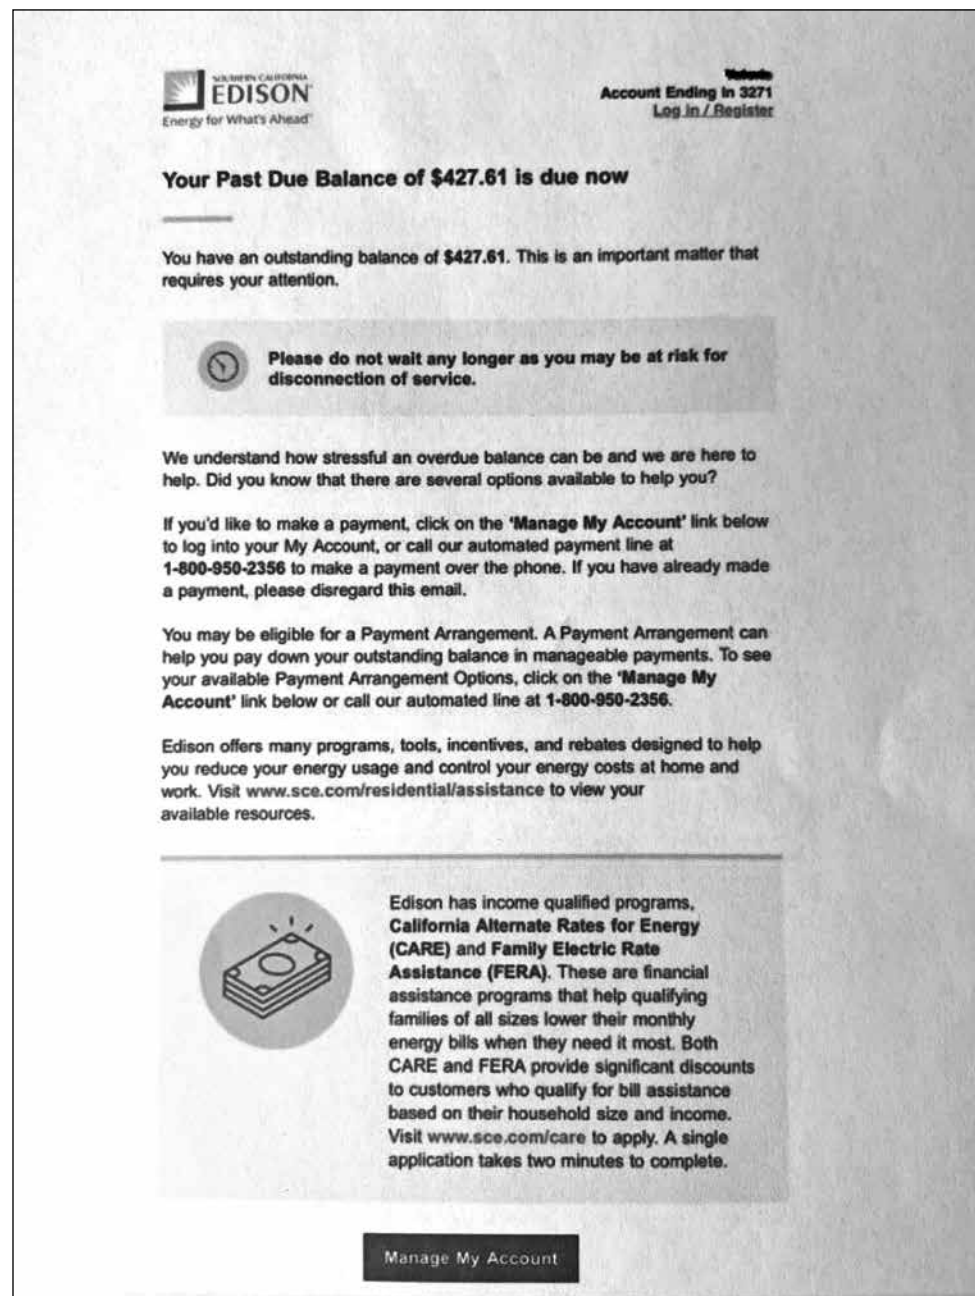 SOUTHERN CALIFORNIA
EDISON
Energy for What's Ahead
Account Ending In 3271
Log In / Register
Your Past Due Balance of $427.61 is due now
You have an outstanding balance of $427.61. This is an important matter that
requires your attention.
Please do not wait any longer as you may be at risk for
disconnection of service.
We understand how stressful an overdue balance can be and we are here to
help. Did you know that there are several options available to help you?
If you'd like to make a payment, click on the 'Manage My Account' link below
to log into your My Account, or call our automated payment line at
1-800-950-2356 to make a payment over the phone. If you have already made
a payment, please disregard this email.
You may be eligible for a Payment Arrangement. A Payment Arrangement can
help you pay down your outstanding balance in manageable payments. To see
your available Payment Arrangement Options, click on the 'Manage My
Account' link below or call our automated line at 1-800-950-2356.
Edison offers many programs, tools, incentives, and rebates designed to help
you reduce your energy usage and control your energy costs at home and
work. Visit www.sce.com/residential/assistance to view your
available resources.
Edison has income qualified programs,
California Alternate Rates for Energy
(CARE) and Family Electric Rate
Assistance (FERA). These are financial
assistance programs that help qualifying
families of all sizes lower their monthly
energy bills when they need it most. Both
CARE and FERA provide significant discounts
to customers who qualify for bill assistance
based on their household size and income.
Visit www.sce.com/care to apply. A single
application takes two minutes to complete.
Manage My Account